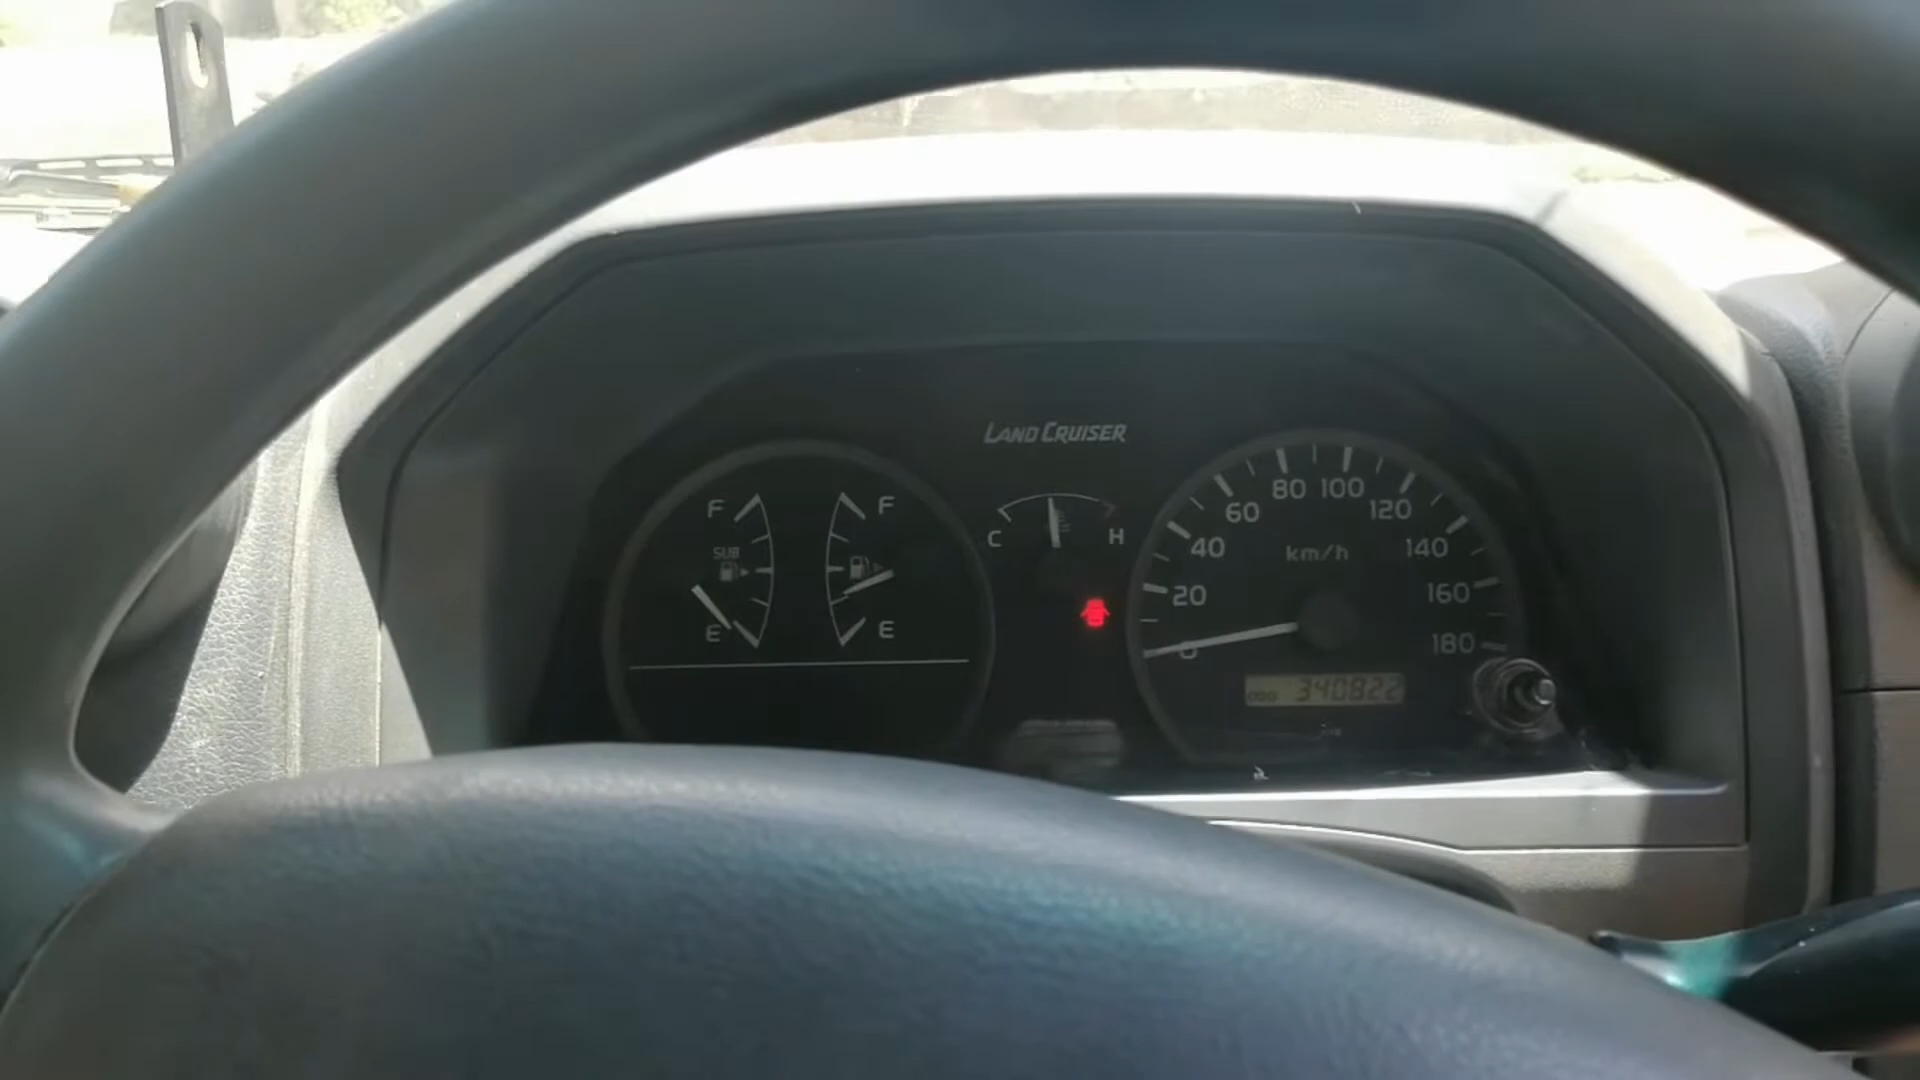 LAND CRUISER
F
F
SUB
E
E
C
H
0
20
40
60
80
100
120
140
160
180
km/h
ODO 340822